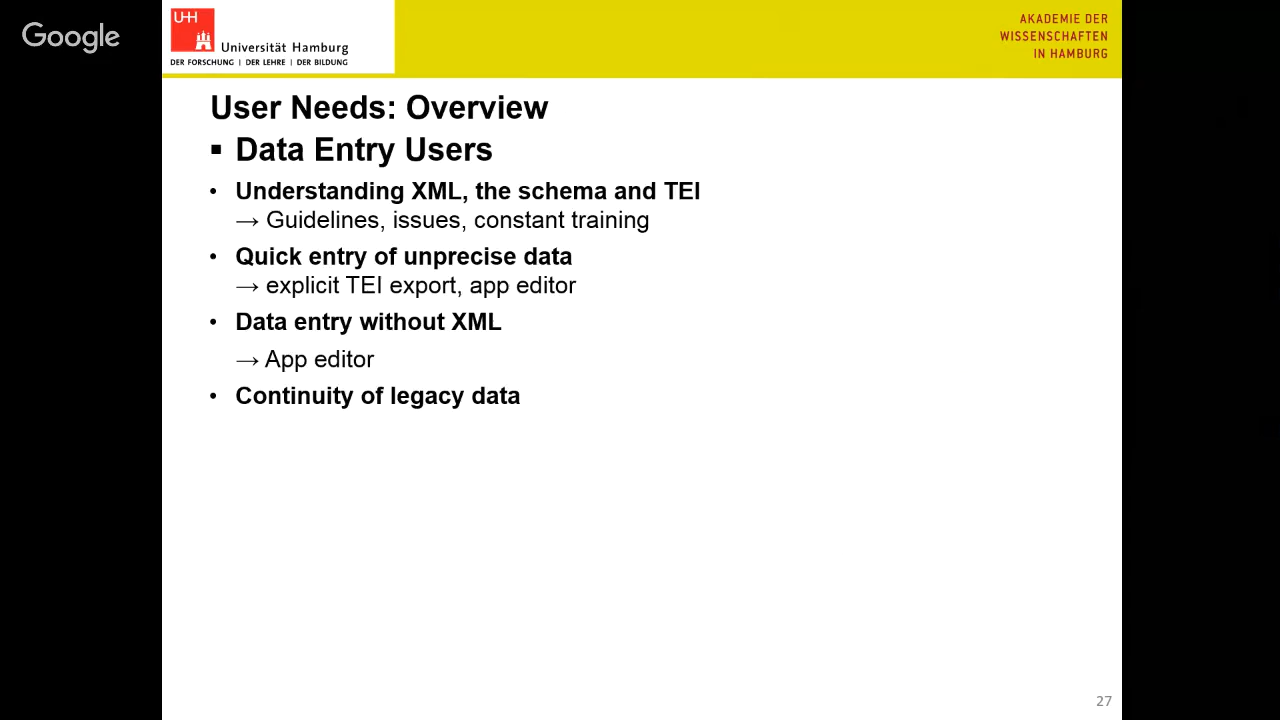 Google
UHH
Universität Hamburg
DER FORSCHUNG | DER LEHRE | DER BILDUNG
AKADEMIE DER
WISSENSCHAFTEN
IN HAMBURG
User Needs: Overview
▪ Data Entry Users
• Understanding XML, the schema and TEI
→ Guidelines, issues, constant training
• Quick entry of unprecise data
→ explicit TEI export, app editor
• Data entry without XML
→ App editor
• Continuity of legacy data
27